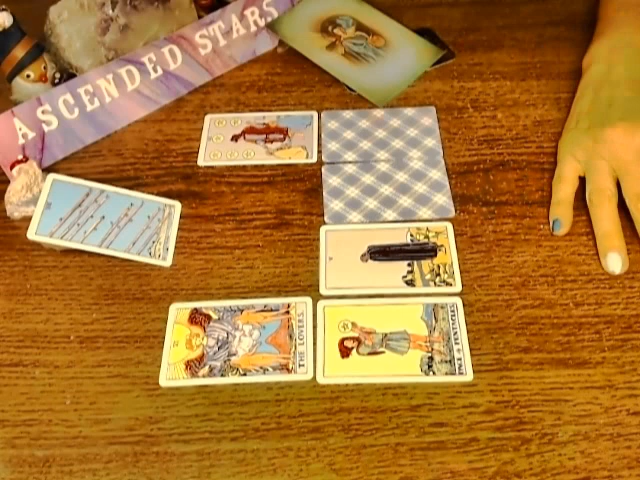 ASCENDED STARS
THE LOVERS.
PAGE of PENTACLES.